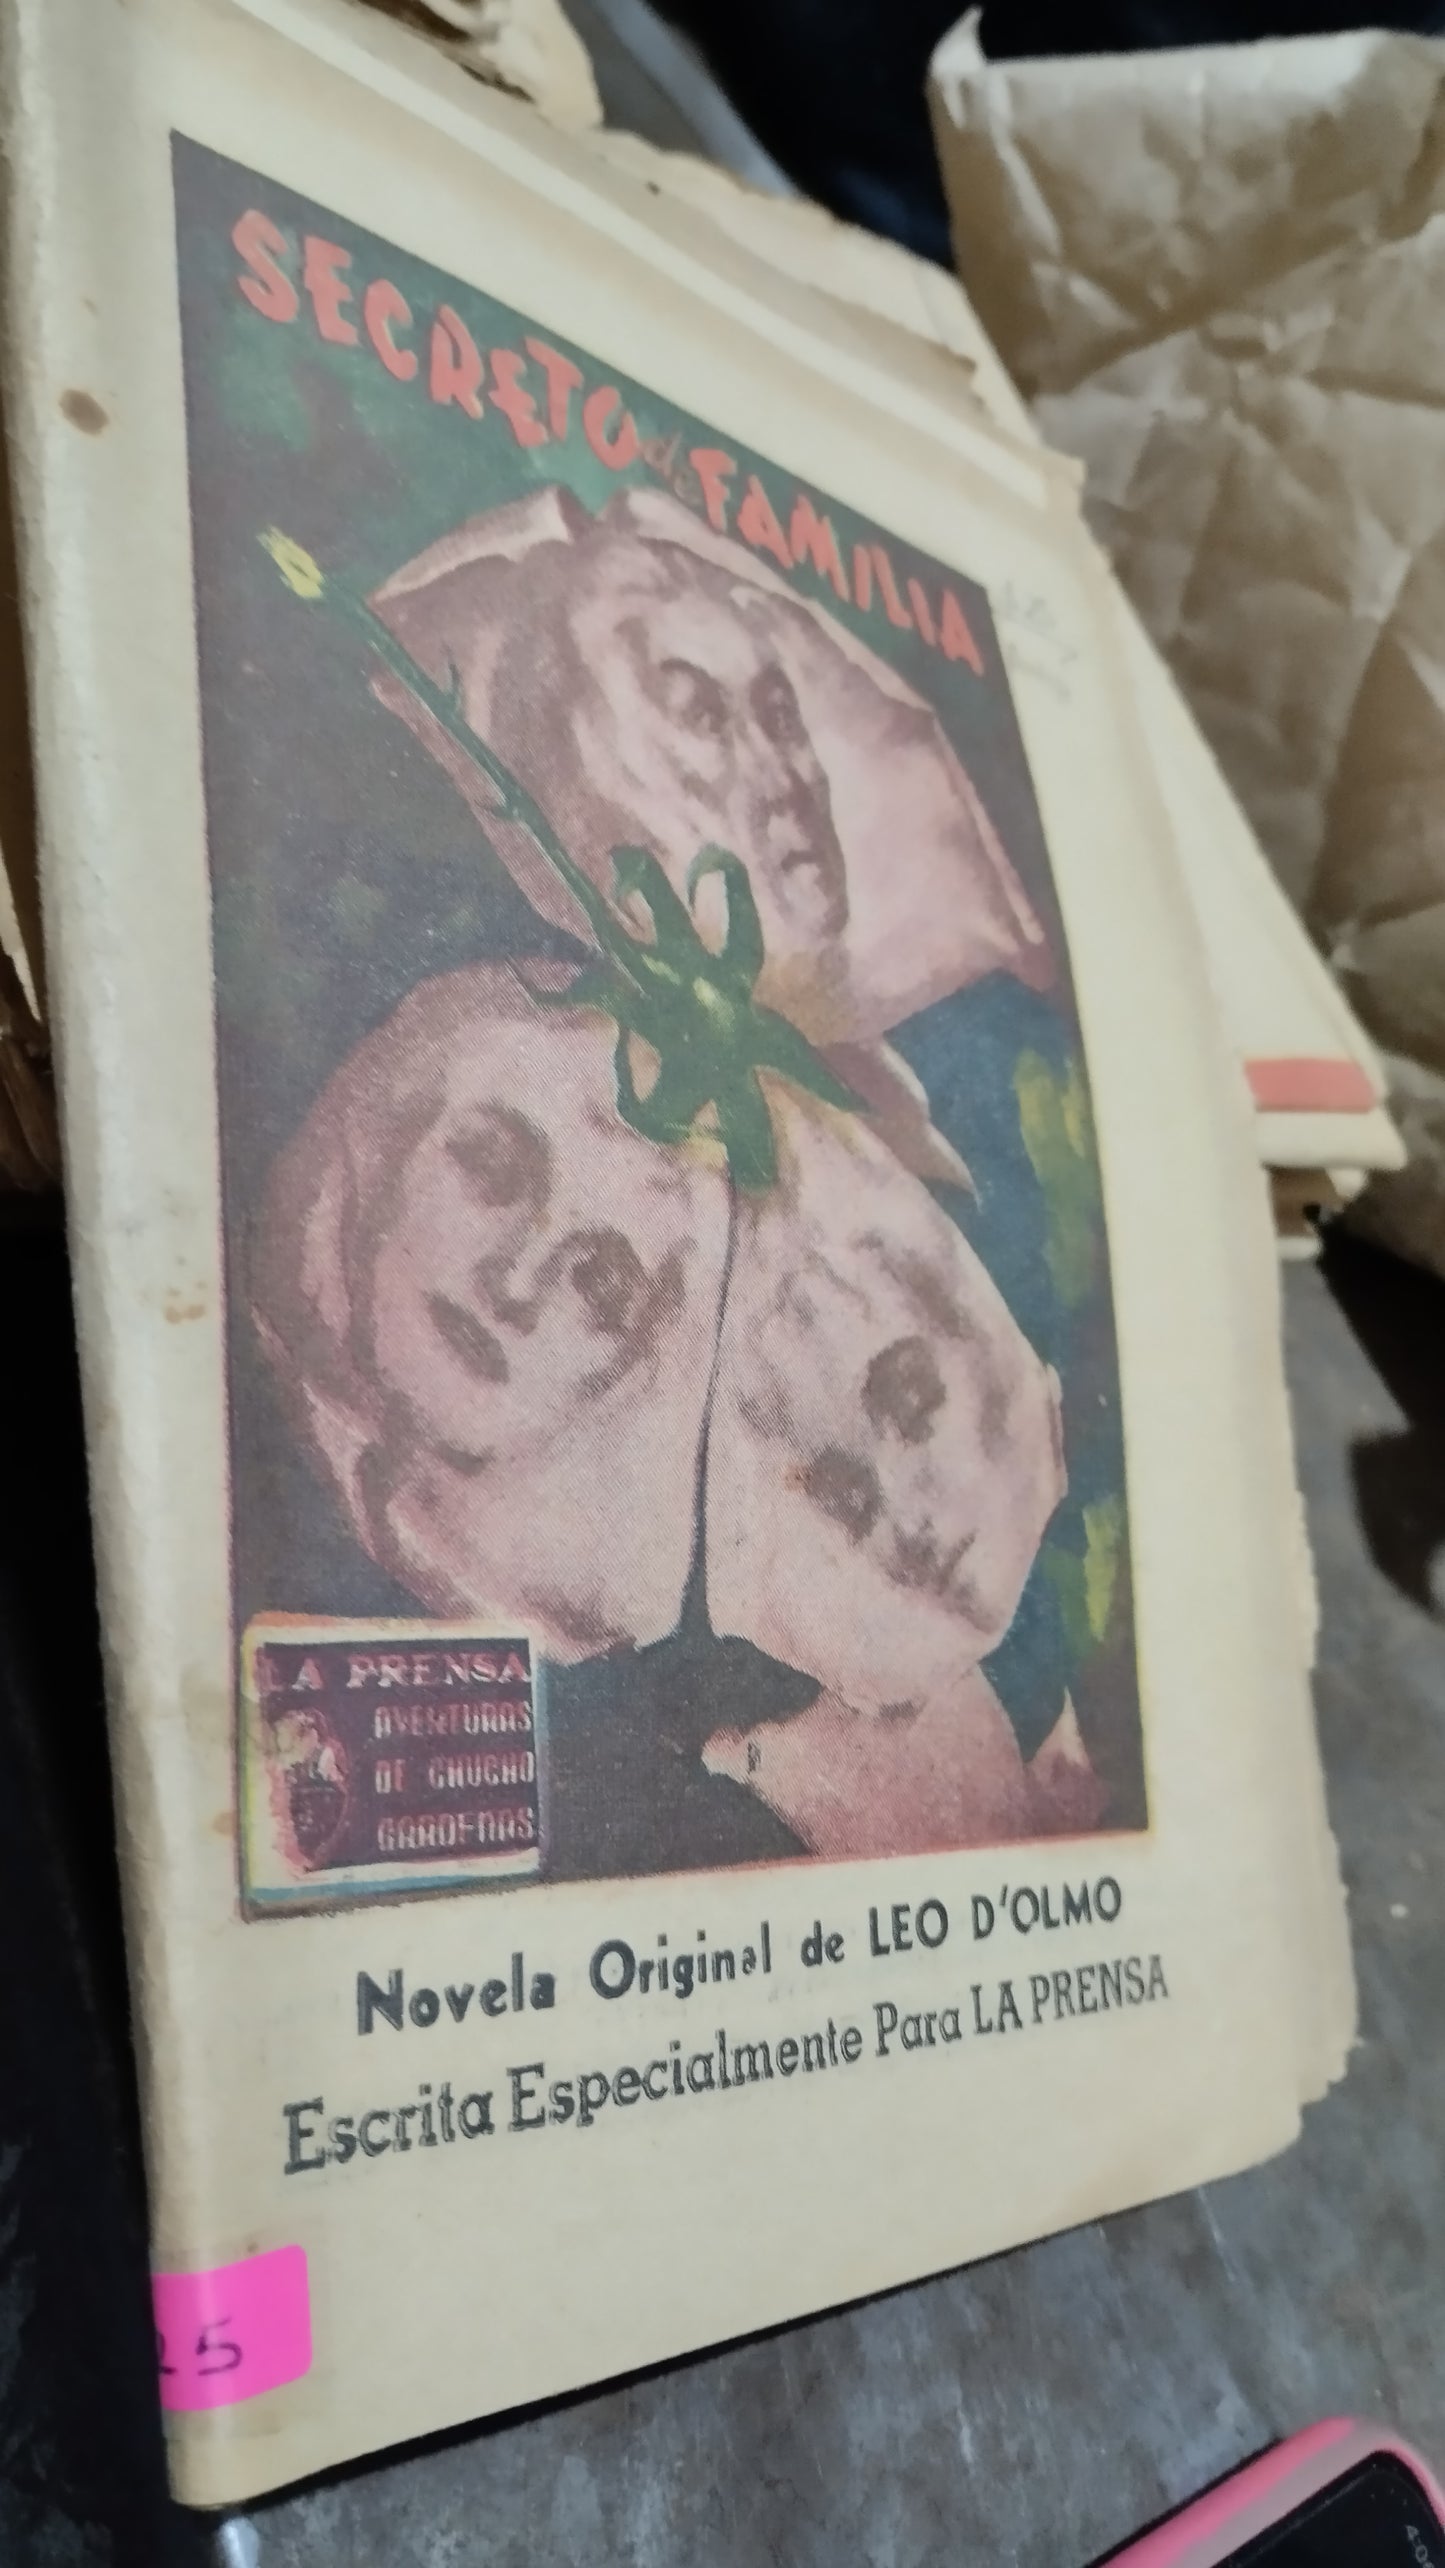 SECRETO de FAMILIA
LA PRENSA
AVENTURAS
DE CHUCHO
CARDENAS
Novela Original de LEO D'OLMO
Escrita Especialmente Para LA PRENSA
25